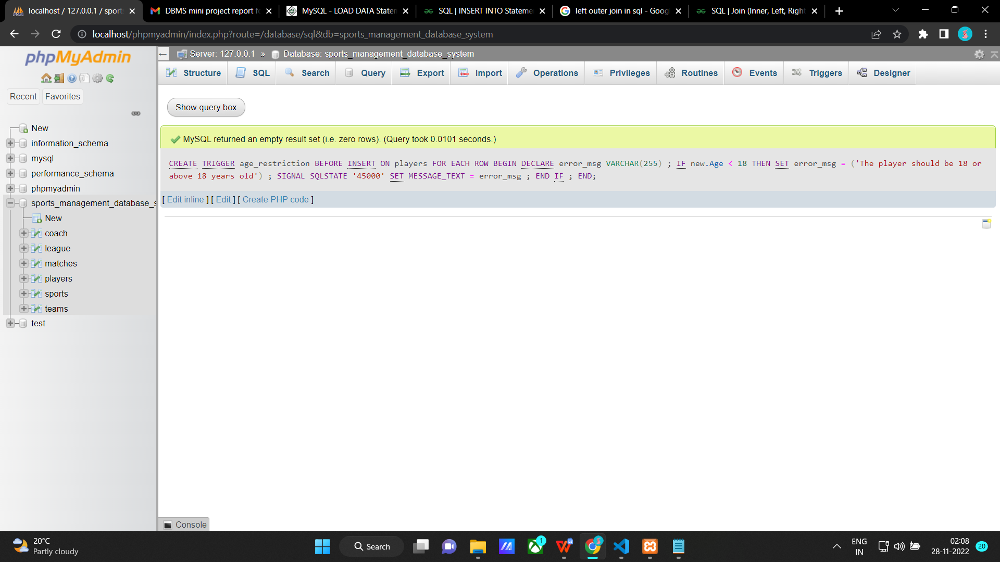 localhost / 127.0.0.1 / sport
DBMS mini project report fo
MySQL - LOAD DATA Statem
SQL | INSERT INTO Stateme
left outer join in sql - Goog
SQL | Join (Inner, Left, Right
localhost/phpmyadmin/index.php?route=/database/sql&db=sports_management_database_system
phpMyAdmin
Server: 127.0.0.1 » Database: sports_management_database_system
Structure SQL Search Query Export Import Operations Privileges Routines Events Triggers Designer
Recent Favorites
New
information_schema
mysql
performance_schema
phpmyadmin
sports_management_database_s
New
coach
league
matches
players
sports
teams
test
Show query box
MySQL returned an empty result set (i.e. zero rows). (Query took 0.0101 seconds.)
CREATE TRIGGER age_restriction BEFORE INSERT ON players FOR EACH ROW BEGIN DECLARE error_msg VARCHAR(255) ; IF new.Age < 18 THEN SET error_msg = ('The player should be 18 or
above 18 years old') ; SIGNAL SQLSTATE '45000' SET MESSAGE_TEXT = error_msg ; END IF ; END;
[ Edit inline ] [ Edit ] [ Create PHP code ]
Console
20°C
Partly cloudy
Search
1
ENG
IN
02:08
28-11-2022
20